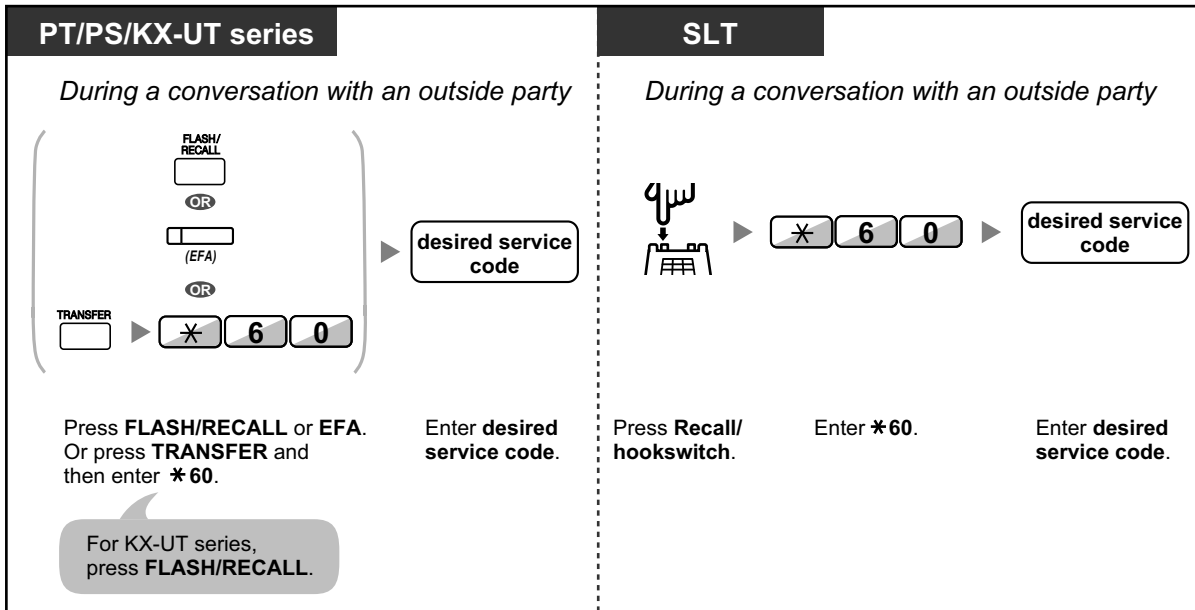 PT/PS/KX-UT series
During a conversation with an outside party
FLASH/
RECALL
OR
(EFA)
OR
TRANSFER
* 6 0
desired service
code
Press FLASH/RECALL or EFA.
Or press TRANSFER and
then enter *60.
Enter desired
service code.
For KX-UT series,
press FLASH/RECALL.
SLT
During a conversation with an outside party
* 6 0
desired service
code
Press Recall/
hookswitch.
Enter *60.
Enter desired
service code.